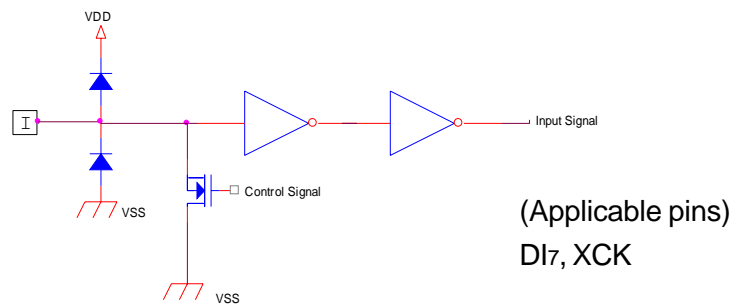 VDD
I
Input Signal
Control Signal
VSS
(Applicable pins)
DI7, XCK
VSS